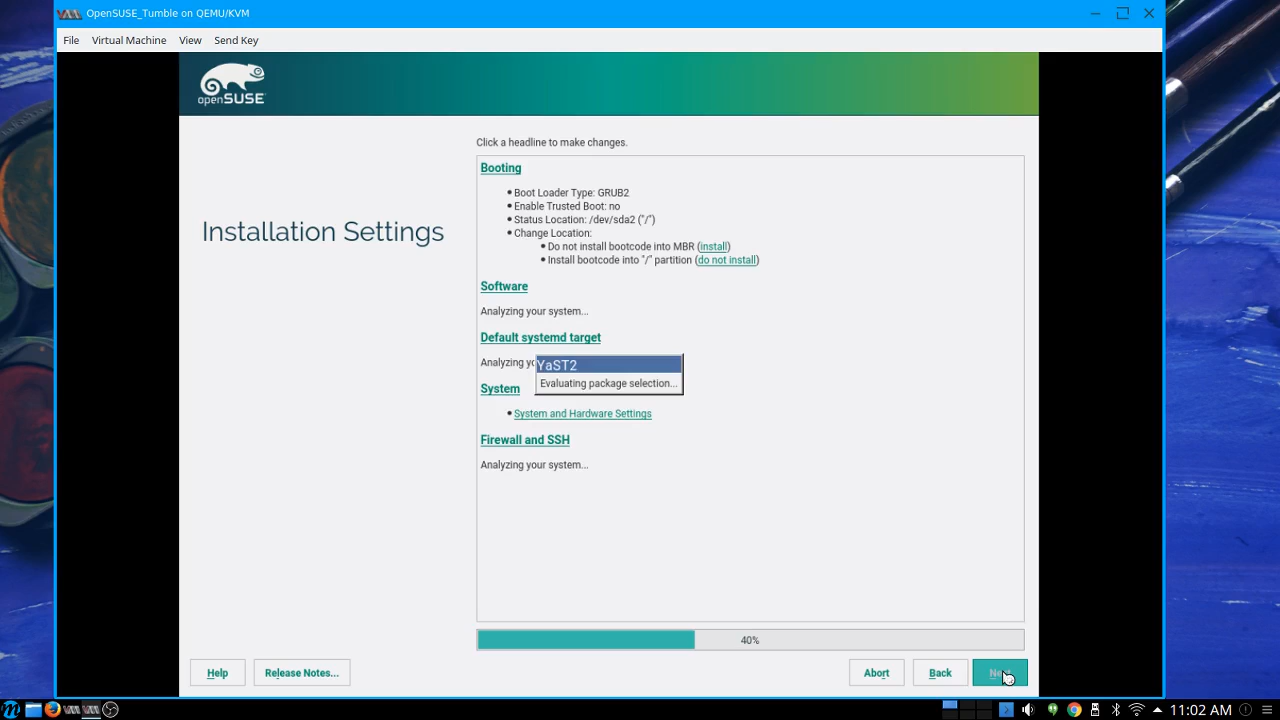 OpenSUSE_Tumble on QEMU/KVM
File Virtual Machine View Send Key
openSUSE
Click a headline to make changes.
Installation Settings
Booting
Boot Loader Type: GRUB2
Enable Trusted Boot: no
Status Location: /dev/sda2 ("/")
Change Location:
Do not install bootcode into MBR (install)
Install bootcode into "/" partition (do not install)
Software
Analyzing your system...
Default systemd target
Analyzing
YaST2
Evaluating package selection...
System
System and Hardware Settings
Firewall and SSH
Analyzing your system...
40%
Help Release Notes... Abort Back
11:02 AM